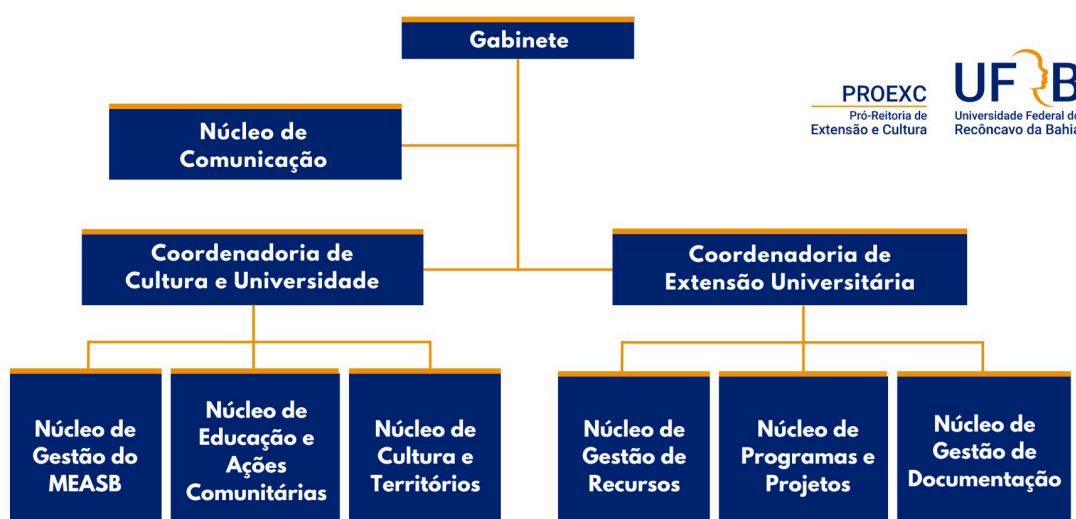 Gabinete
PROEXC
Pró-Reitoria de
Extensão e Cultura
UFRB
Universidade Federal do
Recôncavo da Bahia
Núcleo de
Comunicação
Coordenadoria de
Cultura e Universidade
Coordenadoria de
Extensão Universitária
Núcleo de
Gestão do
MEASB
Núcleo de
Educação e
Ações
Comunitárias
Núcleo de
Cultura e
Territórios
Núcleo de
Gestão de
Recursos
Núcleo de
Programas e
Projetos
Núcleo de
Gestão de
Documentação